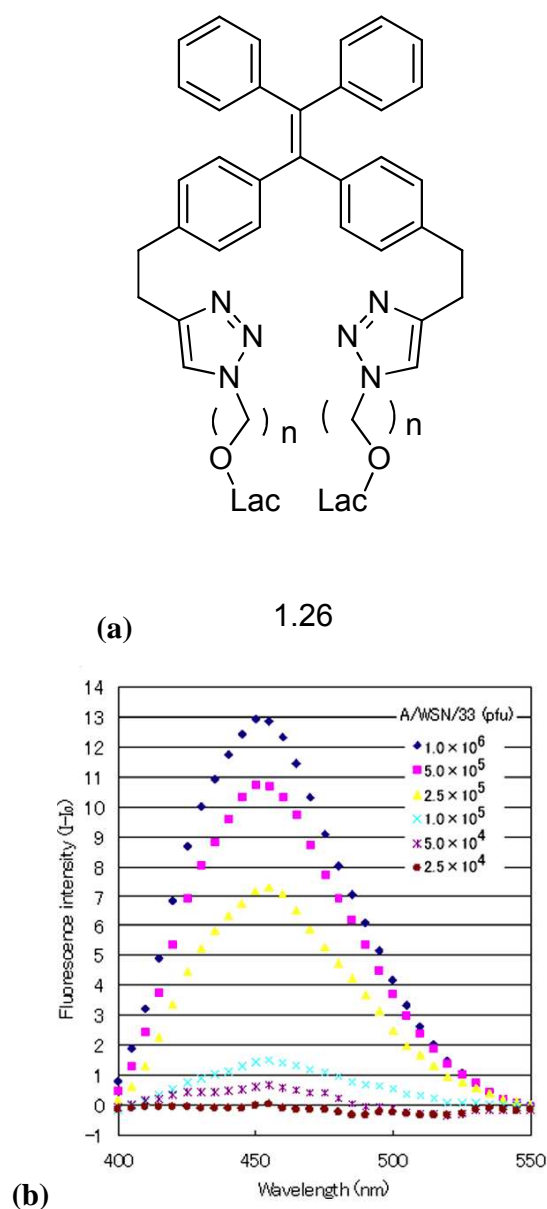 N N
N N
N N
( )n ( )n
O O
Lac Lac
(a) 1.26
14
13
12
11
10
9
8
7
6
5
4
3
2
1
0
-1
Fluorescence intensity (I-I₀)
A/WSN/33 (pfu)
1.0×10⁶
5.0×10⁵
2.5×10⁵
1.0×10⁵
5.0×10⁴
2.5×10⁴
400 450 500 550
Wavelength (nm)
(b)